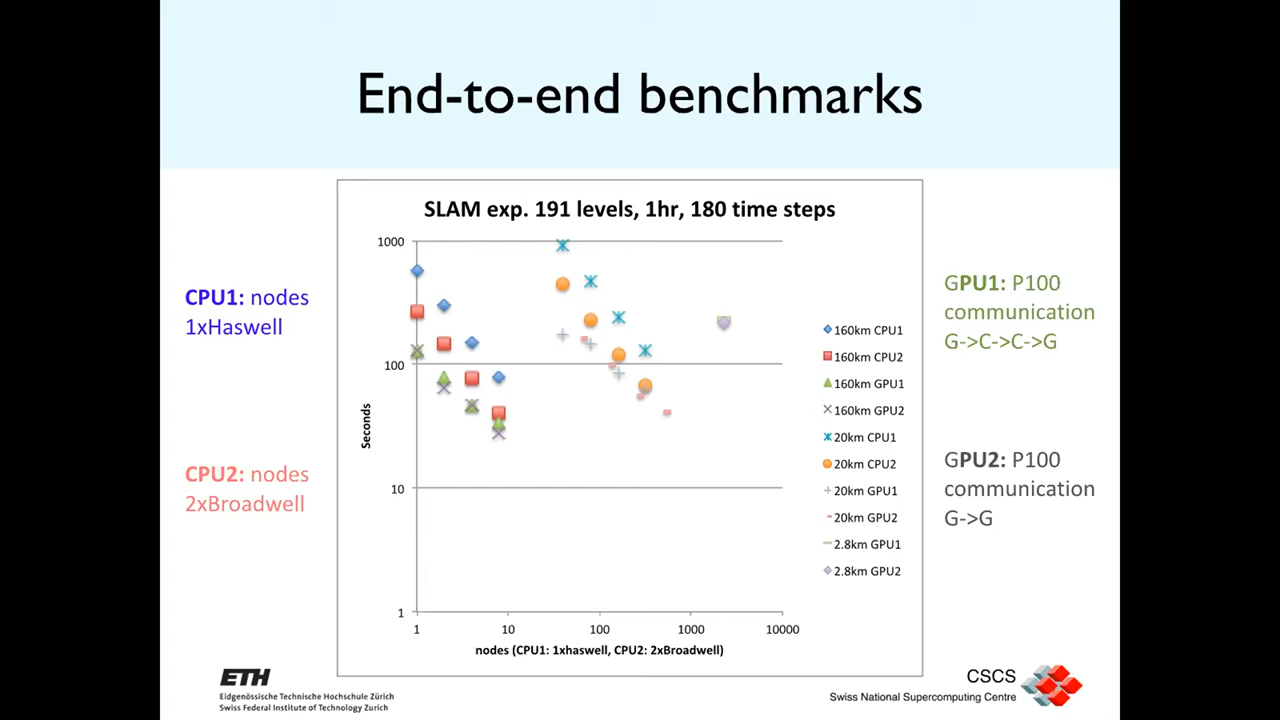 End-to-end benchmarks
CPU1: nodes
1xHaswell
CPU2: nodes
2xBroadwell
SLAM exp. 191 levels, 1hr, 180 time steps
1000
100
10
1
Seconds
1
10
100
1000
10000
nodes (CPU1: 1xhaswell, CPU2: 2xBroadwell)
160km CPU1
160km CPU2
160km GPU1
160km GPU2
20km CPU1
20km CPU2
20km GPU1
20km GPU2
2.8km GPU1
2.8km GPU2
GPU1: P100
communication
G->C->C->G
GPU2: P100
communication
G->G
ETH
Eidgenössische Technische Hochschule Zürich
Swiss Federal Institute of Technology Zurich
CSCS
Swiss National Supercomputing Centre